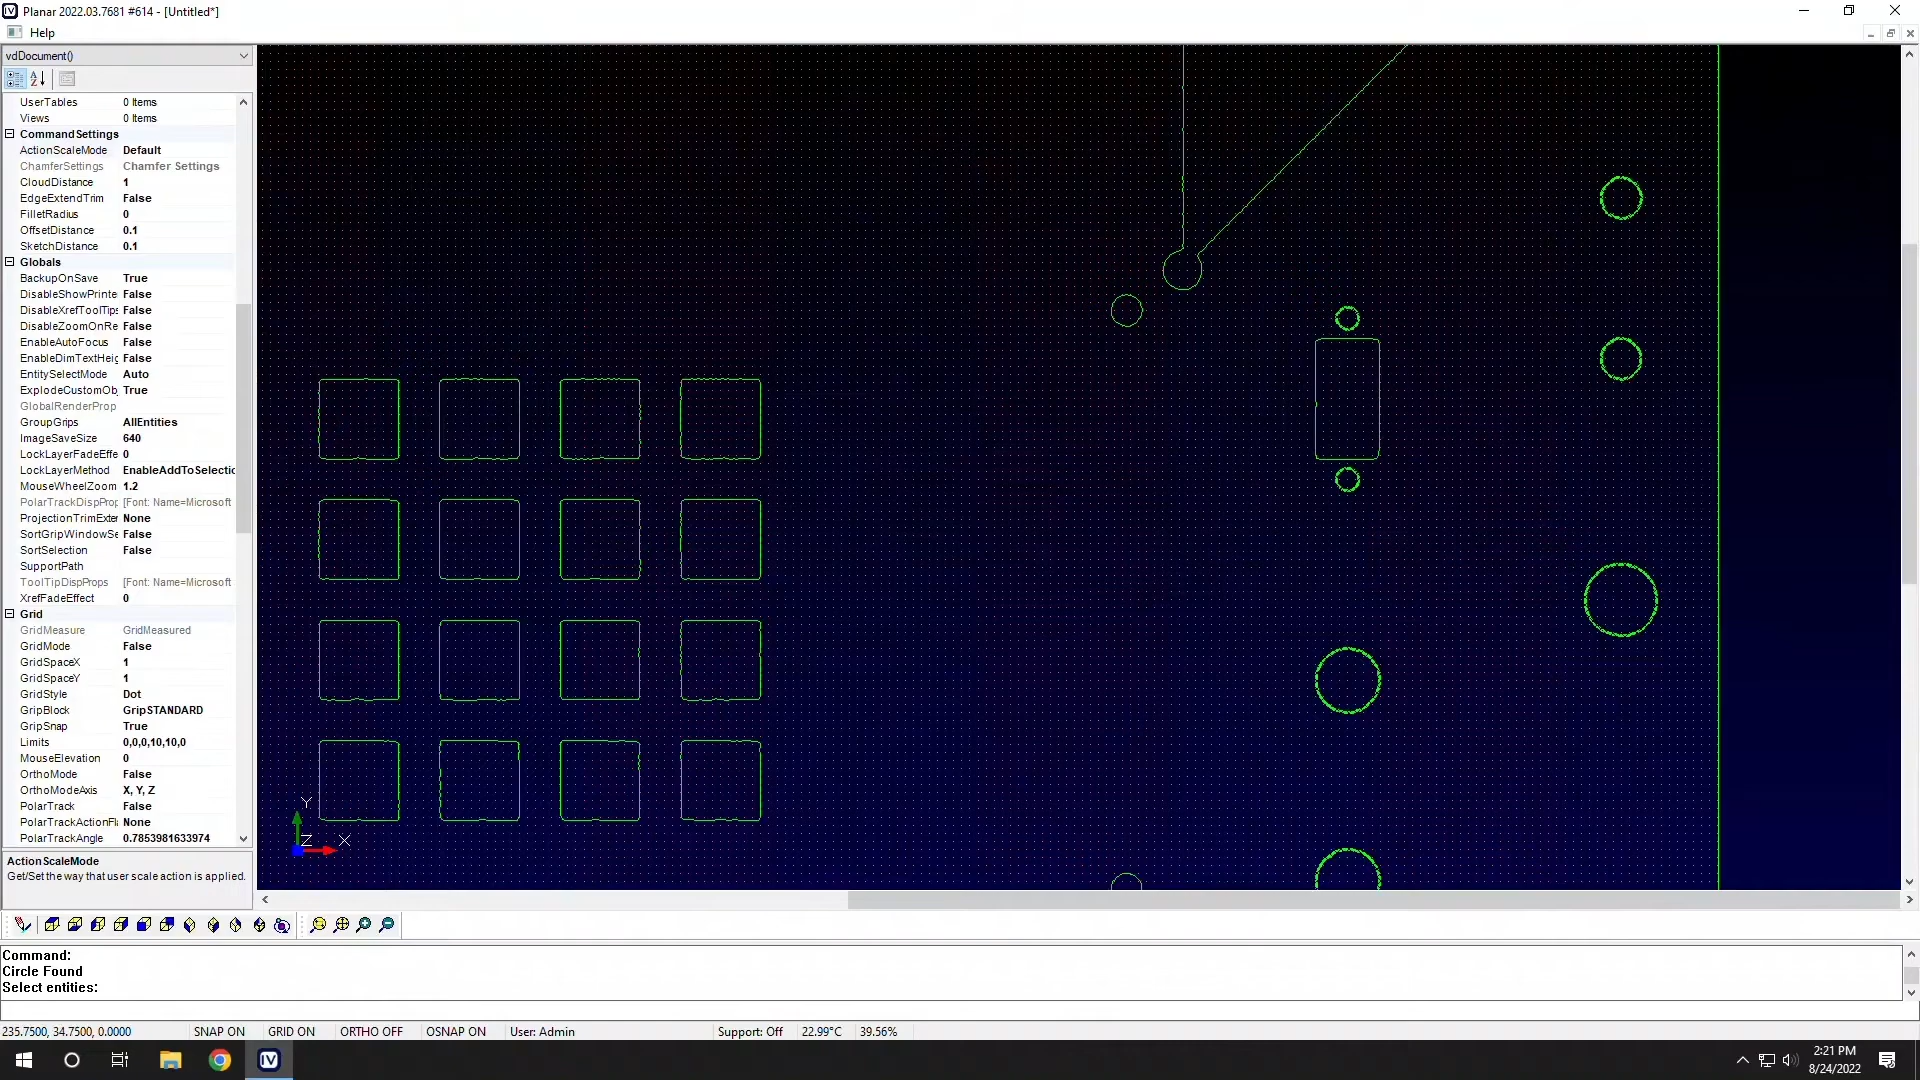 Planar 2022.03.7681 #614 - [Untitled*]
Help
vdDocument()
UserTables 0 Items
Views 0 Items
CommandSettings
ActionScaleMode Default
ChamferSettings Chamfer Settings
CloudDistance 1
EdgeExtendTrim False
FilletRadius 0
OffsetDistance 0.1
SketchDistance 0.1
Globals
BackupOnSave True
DisableShowPrinte False
DisableXrefToolTips False
DisableZoomOnRe False
EnableAutoFocus False
EnableDimTextHeig False
EntitySelectMode Auto
ExplodeCustomObj True
GlobalRenderProp
GroupGrips AllEntities
ImageSaveSize 640
LockLayerFadeEffe 0
LockLayerMethod EnableAddToSelectio
MouseWheelZoom 1.2
PolarTrackDispProp [Font: Name=Microsoft
ProjectionTrimExter None
SortGripWindowSe False
SortSelection False
SupportPath
ToolTipDispProps [Font: Name=Microsoft
XrefFadeEffect 0
Grid
GridMeasure GridMeasured
GridMode False
GridSpaceX 1
GridSpaceY 1
GridStyle Dot
GripBlock GripSTANDARD
GripSnap True
Limits 0,0,0,10,10,0
MouseElevation 0
OrthoMode False
OrthoModeAxis X, Y, Z
PolarTrack False
PolarTrackActionFl None
PolarTrackAngle 0.7853981633974
ActionScaleMode
Get/Set the way that user scale action is applied.
Y
Z X
Command:
Circle Found
Select entities:
235.7500, 34.7500, 0.0000 SNAP ON GRID ON ORTHO OFF OSNAP ON User: Admin Support: Off 22.99°C 39.56%
IV
2:21 PM
8/24/2022